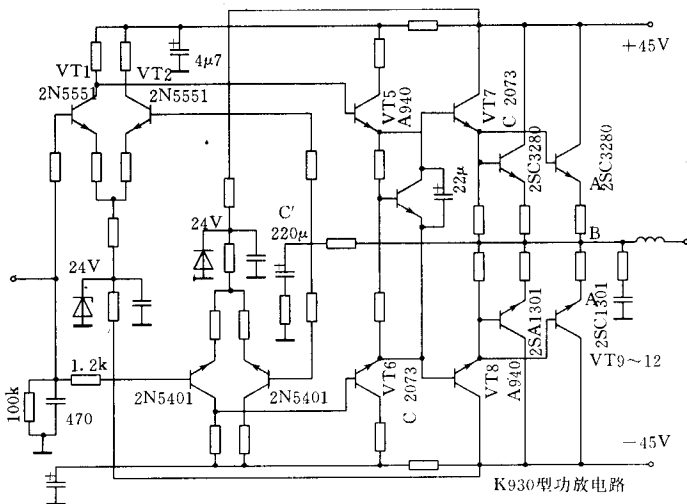 +45V
4μ7
VT1
VT2
2N5551
2N5551
VT5
A940
VT7
C 2073
2SC3280
2SC3280
22μ
A
24V
24V
C'
220μ
B
A
1.2k
100k
470
2N5401
2N5401
VT6
C 2073
VT8
A940
2SA1301
2SC1301
VT9~12
-45V
K930型功放电路